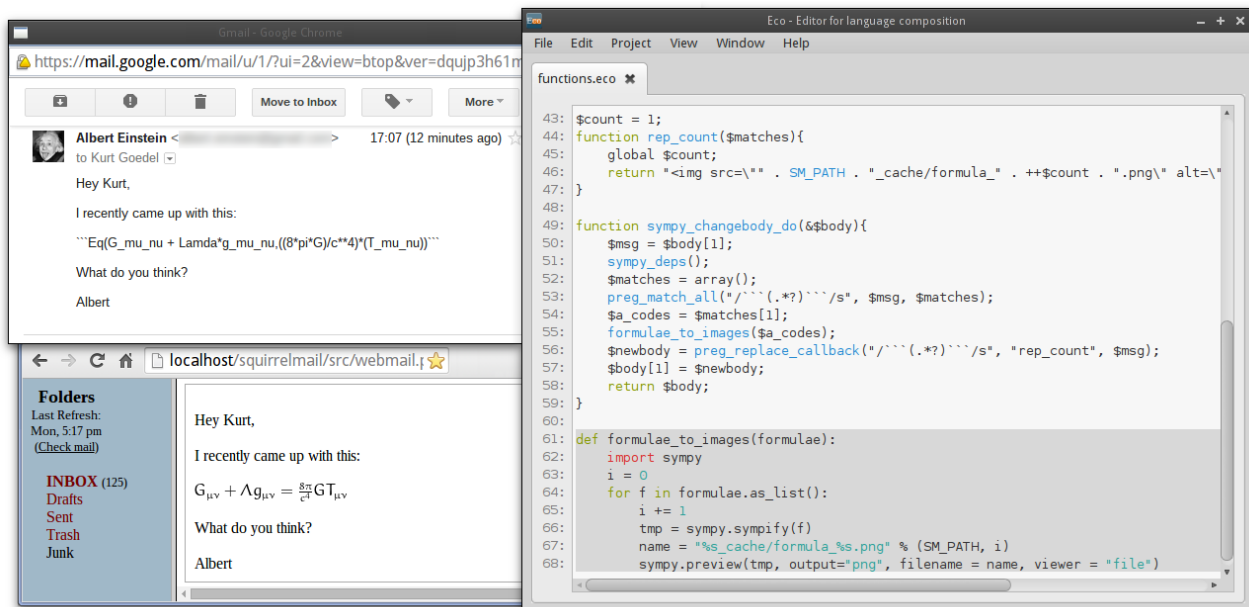 Gmail - Google Chrome
https://mail.google.com/mail/u/1/?ui=2&view=btop&ver=dqujp3h61m
Move to Inbox
More
Albert Einstein <
>
17:07 (12 minutes ago)
to Kurt Goedel
Hey Kurt,
I recently came up with this:
```Eq(G_mu_nu + Lamda*g_mu_nu,((8*pi*G)/c**4)*(T_mu_nu))```
What do you think?
Albert
localhost/squirrelmail/src/webmail.p
Folders
Last Refresh:
Mon, 5:17 pm
(Check mail)
INBOX (125)
Drafts
Sent
Trash
Junk
Hey Kurt,
I recently came up with this:
G_μν + Λg_μν = 8π/c⁴ GT_μν
What do you think?
Albert
Eco
Eco - Editor for language composition
File Edit Project View Window Help
functions.eco
43: $count = 1;
44: function rep_count($matches){
45:     global $count;
46:     return "<img src=\"" . SM_PATH . "_cache/formula_" . ++$count . ".png\" alt=\"
47: }
48:
49: function sympy_changebody_do(&$body){
50:     $msg = $body[1];
51:     sympy_deps();
52:     $matches = array();
53:     preg_match_all("/```(.*?)```/s", $msg, $matches);
54:     $a_codes = $matches[1];
55:     formulae_to_images($a_codes);
56:     $newbody = preg_replace_callback("/```(.*?)```/s", "rep_count", $msg);
57:     $body[1] = $newbody;
58:     return $body;
59: }
60:
61: def formulae_to_images(formulae):
62:     import sympy
63:     i = 0
64:     for f in formulae.as_list():
65:         i += 1
66:         tmp = sympy.sympify(f)
67:         name = "%s_cache/formula_%s.png" % (SM_PATH, i)
68:         sympy.preview(tmp, output="png", filename = name, viewer = "file")